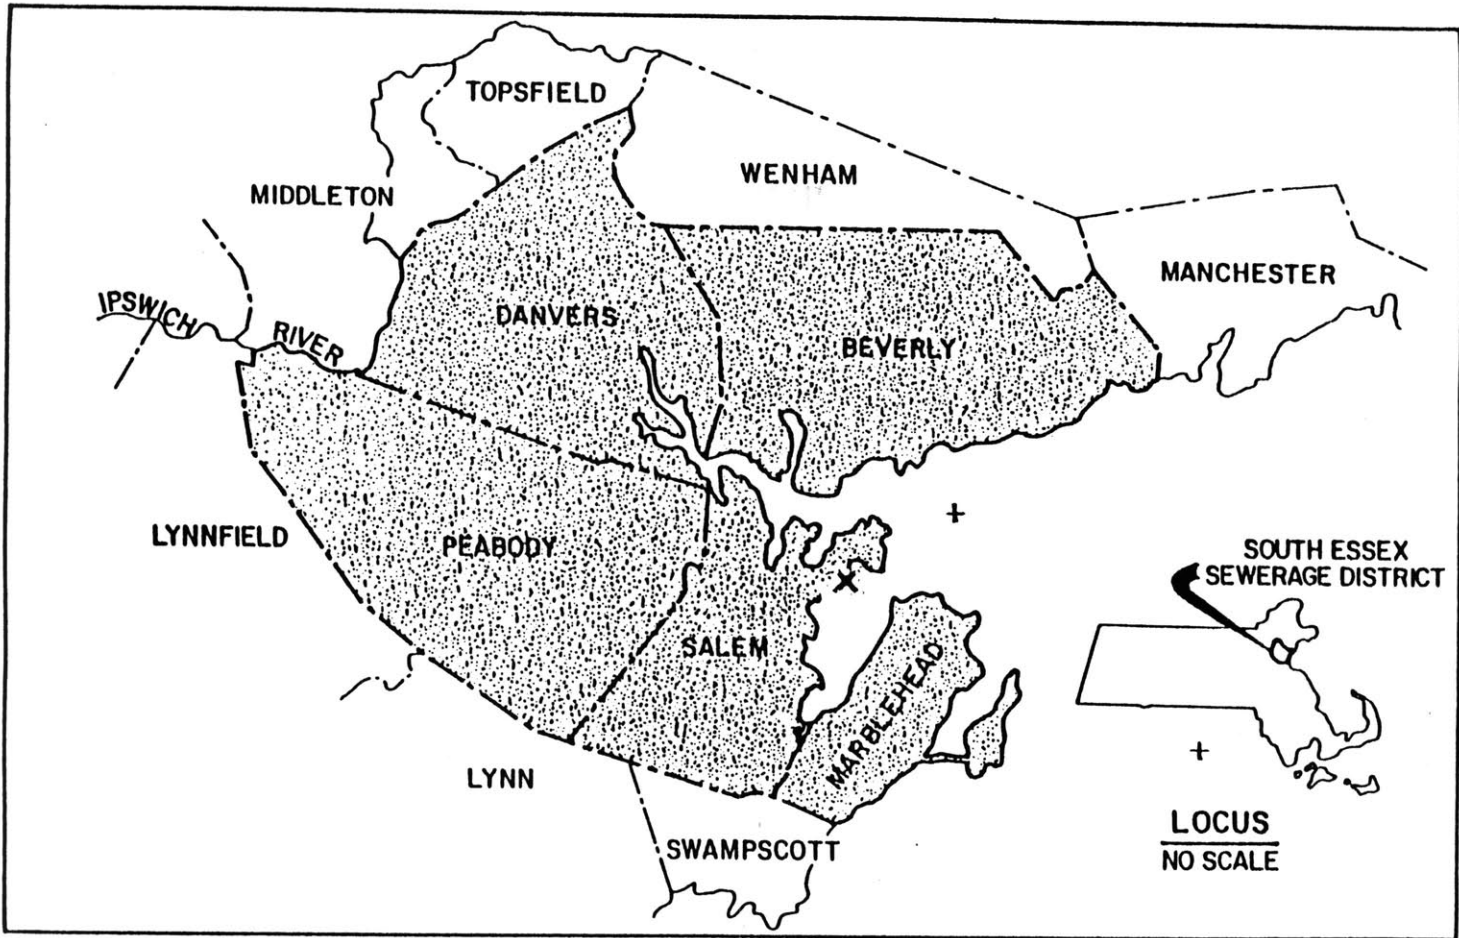 TOPSFIELD
WENHAM
MIDDLETON
MANCHESTER
IPSWICH RIVER
DANVERS
BEVERLY
LYNNFIELD
PEABODY
SOUTH ESSEX
SEWERAGE DISTRICT
SALEM
MARBLEHEAD
LYNN
SWAMPSCOTT
LOCUS
NO SCALE